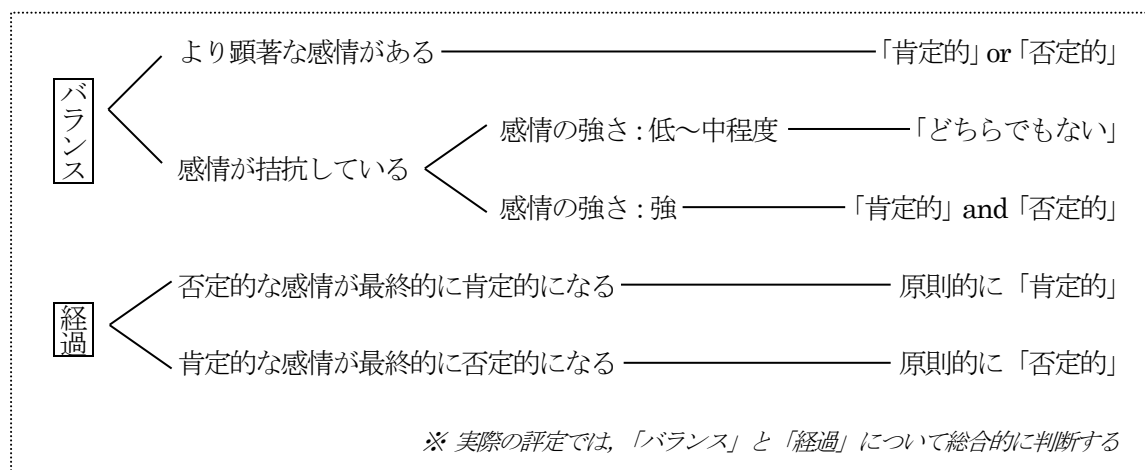 バランス
より顕著な感情がある 「肯定的」or「否定的」
感情が拮抗している
感情の強さ : 低～中程度 「どちらでもない」
感情の強さ : 強 「肯定的」and「否定的」
経過
否定的な感情が最終的に肯定的になる 原則的に「肯定的」
肯定的な感情が最終的に否定的になる 原則的に「否定的」
※ 実際の評定では,「バランス」と「経過」について総合的に判断する